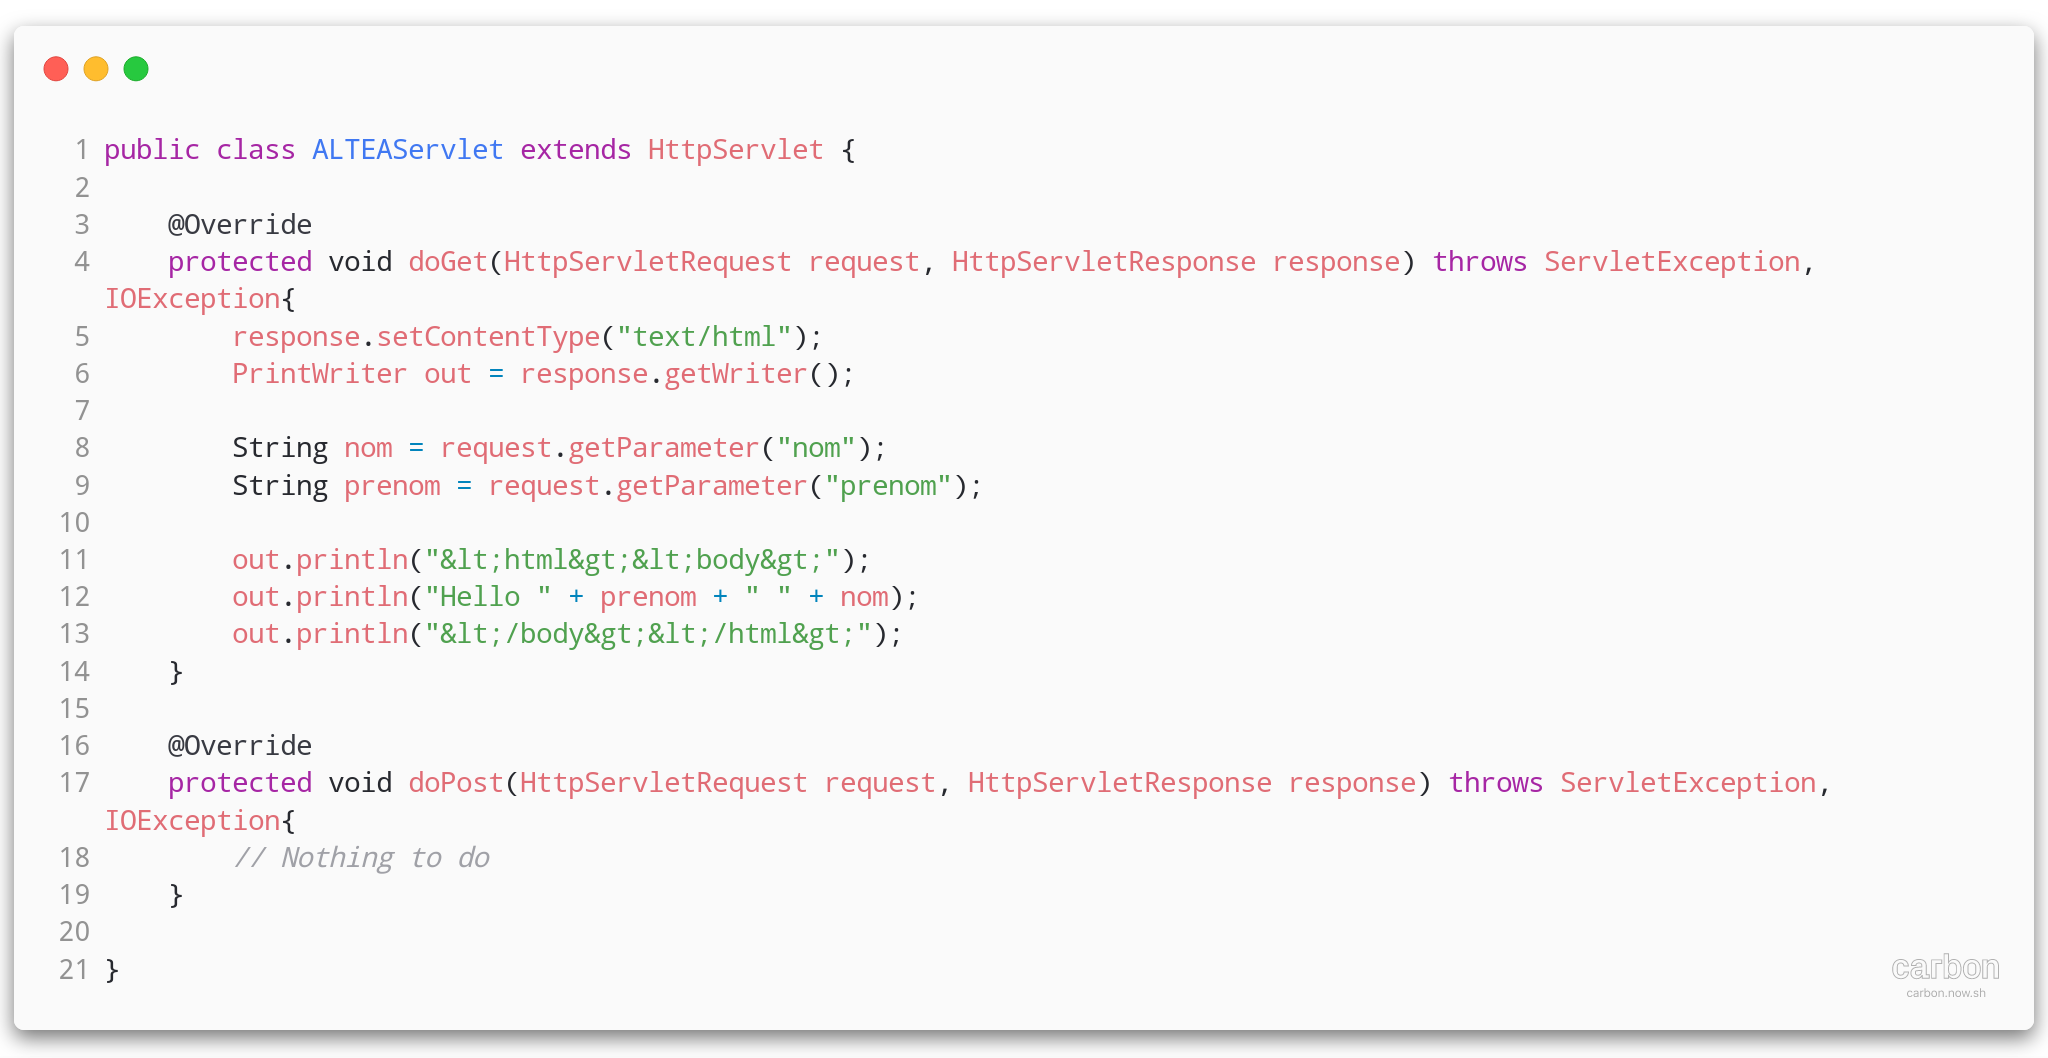 1 public class ALTEAServlet extends HttpServlet {
2
3     @Override
4     protected void doGet(HttpServletRequest request, HttpServletResponse response) throws ServletException,
IOException{
5         response.setContentType("text/html");
6         PrintWriter out = response.getWriter();
7
8         String nom = request.getParameter("nom");
9         String prenom = request.getParameter("prenom");
10
11         out.println("&lt;html&gt;&lt;body&gt;");
12         out.println("Hello " + prenom + " " + nom);
13         out.println("&lt;/body&gt;&lt;/html&gt;");
14     }
15
16     @Override
17     protected void doPost(HttpServletRequest request, HttpServletResponse response) throws ServletException,
IOException{
18         // Nothing to do
19     }
20
21 }
carbon
carbon.now.sh